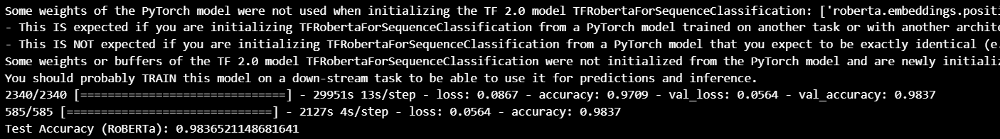 Some weights of the PyTorch model were not used when initializing the TF 2.0 model TFRobertaForSequenceClassification: ['roberta.embeddings.positi
- This IS expected if you are initializing TFRobertaForSequenceClassification from a PyTorch model trained on another task or with another archite
- This IS NOT expected if you are initializing TFRobertaForSequenceClassification from a PyTorch model that you expect to be exactly identical (e.
Some weights or buffers of the TF 2.0 model TFRobertaForSequenceClassification were not initialized from the PyTorch model and are newly initializ
You should probably TRAIN this model on a down-stream task to be able to use it for predictions and inference.
2340/2340 [==============================] - 29951s 13s/step - loss: 0.0867 - accuracy: 0.9709 - val_loss: 0.0564 - val_accuracy: 0.9837
585/585 [==============================] - 2127s 4s/step - loss: 0.0564 - accuracy: 0.9837
Test Accuracy (RoBERTa): 0.9836521148681641